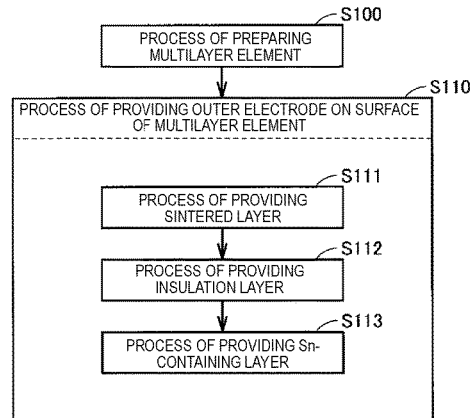 S100
PROCESS OF PREPARING
MULTILAYER ELEMENT
S110
PROCESS OF PROVIDING OUTER ELECTRODE ON SURFACE
OF MULTILAYER ELEMENT
S111
PROCESS OF PROVIDING
SINTERED LAYER
S112
PROCESS OF PROVIDING
INSULATION LAYER
S113
PROCESS OF PROVIDING Sn-
CONTAINING LAYER